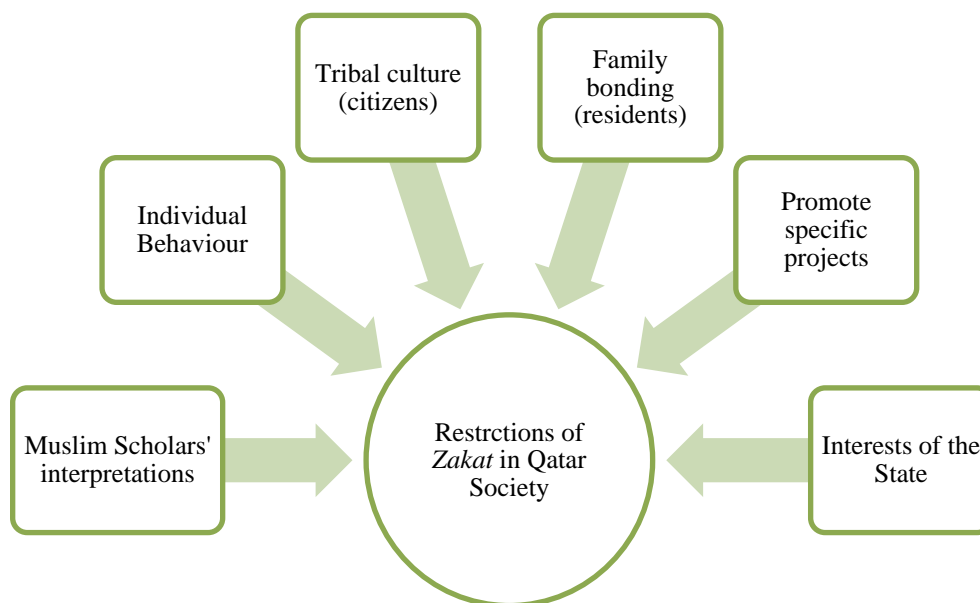 Tribal culture
(citizens)
Family
bonding
(residents)
Individual
Behaviour
Promote
specific
projects
Muslim Scholars'
interpretations
Restrctions of
Zakat in Qatar
Society
Interests of the
State